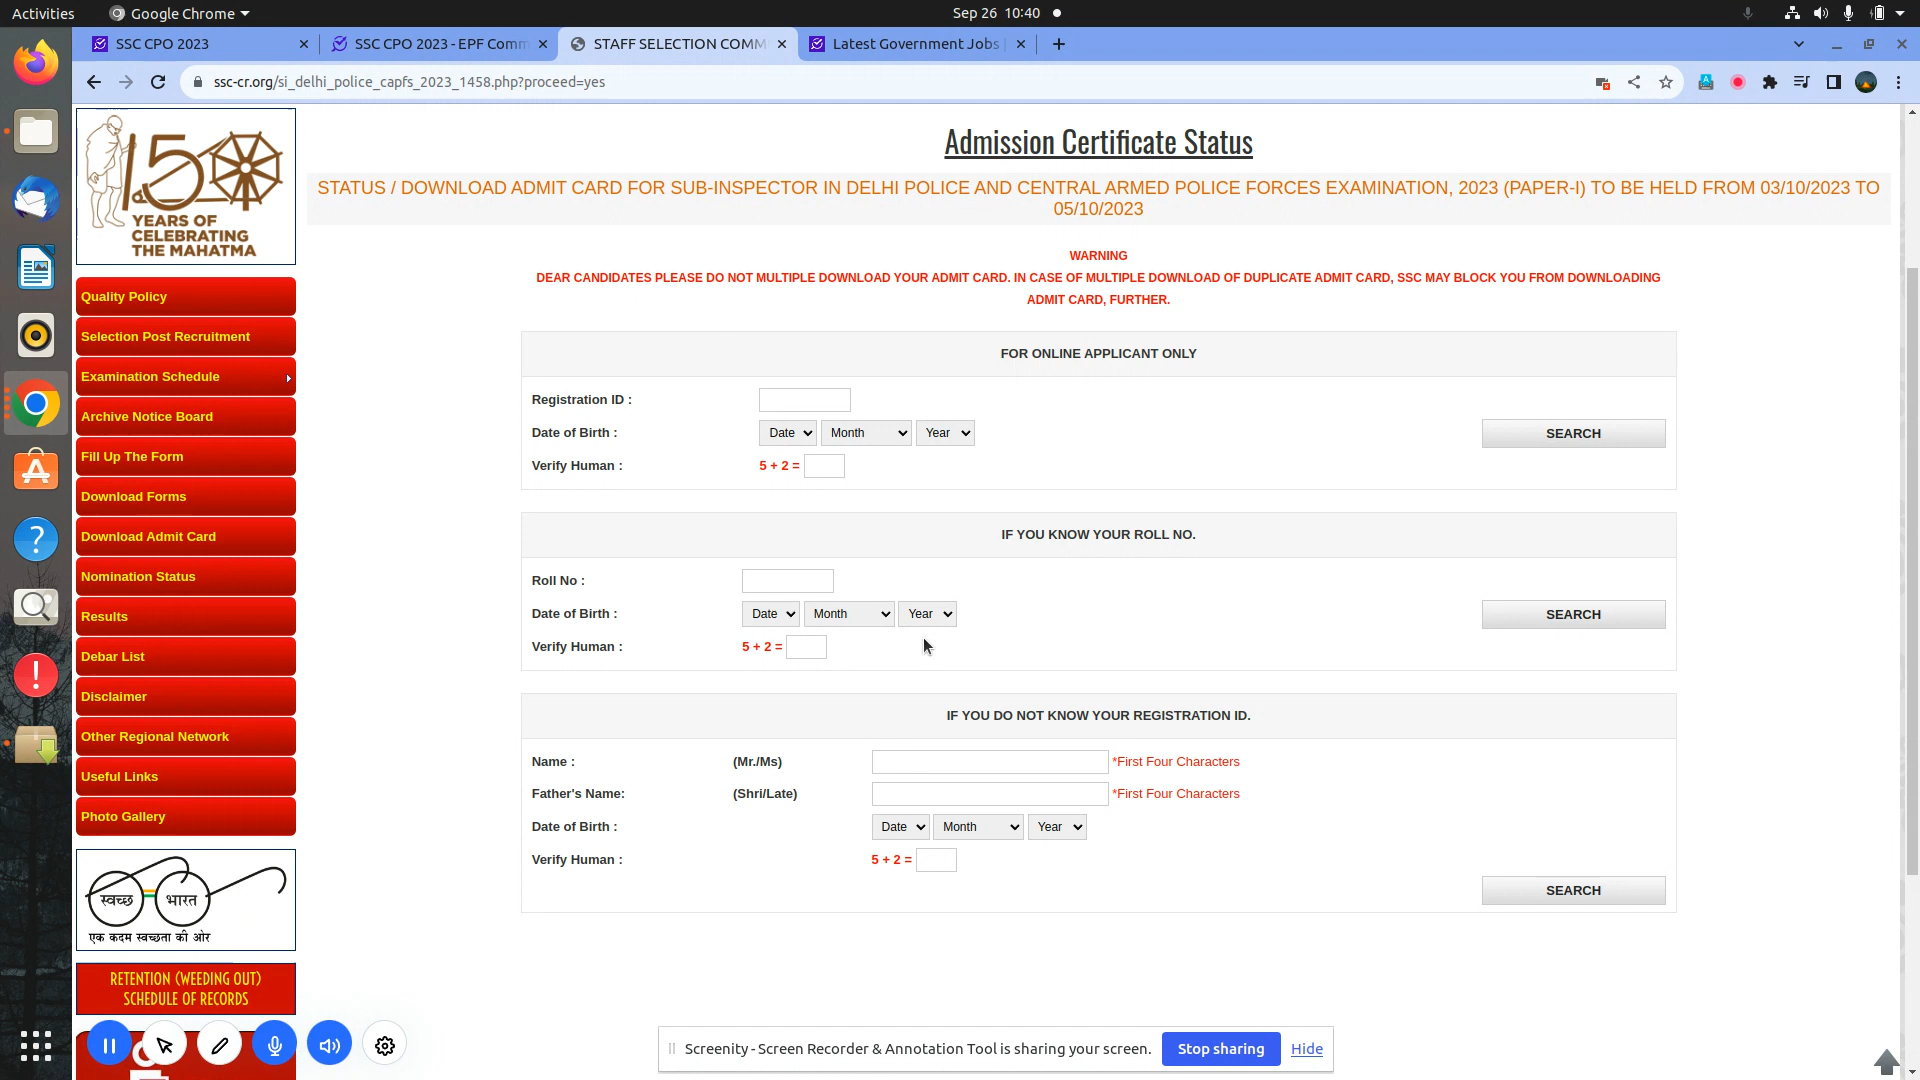 Activities
Google Chrome
Sep 26 10:40
SSC CPO 2023
SSC CPO 2023 - EPF Comm
STAFF SELECTION COMM
Latest Government Jobs
ssc-cr.org/si_delhi_police_capfs_2023_1458.php?proceed=yes
150
YEARS OF
CELEBRATING
THE MAHATMA
Quality Policy
Selection Post Recruitment
Examination Schedule
Archive Notice Board
Fill Up The Form
Download Forms
Download Admit Card
Nomination Status
Results
Debar List
Disclaimer
Other Regional Network
Useful Links
Photo Gallery
स्वच्छ भारत
एक कदम स्वच्छता की ओर
RETENTION (WEEDING OUT)
SCHEDULE OF RECORDS
Admission Certificate Status
STATUS / DOWNLOAD ADMIT CARD FOR SUB-INSPECTOR IN DELHI POLICE AND CENTRAL ARMED POLICE FORCES EXAMINATION, 2023 (PAPER-I) TO BE HELD FROM 03/10/2023 TO
05/10/2023
WARNING
DEAR CANDIDATES PLEASE DO NOT MULTIPLE DOWNLOAD YOUR ADMIT CARD. IN CASE OF MULTIPLE DOWNLOAD OF DUPLICATE ADMIT CARD, SSC MAY BLOCK YOU FROM DOWNLOADING
ADMIT CARD, FURTHER.
FOR ONLINE APPLICANT ONLY
Registration ID :
Date of Birth : Date Month Year SEARCH
Verify Human : 5 + 2 =
IF YOU KNOW YOUR ROLL NO.
Roll No :
Date of Birth : Date Month Year SEARCH
Verify Human : 5 + 2 =
IF YOU DO NOT KNOW YOUR REGISTRATION ID.
Name : (Mr./Ms) *First Four Characters
Father's Name: (Shri/Late) *First Four Characters
Date of Birth : Date Month Year
Verify Human : 5 + 2 =
SEARCH
Screenity - Screen Recorder & Annotation Tool is sharing your screen. Stop sharing Hide